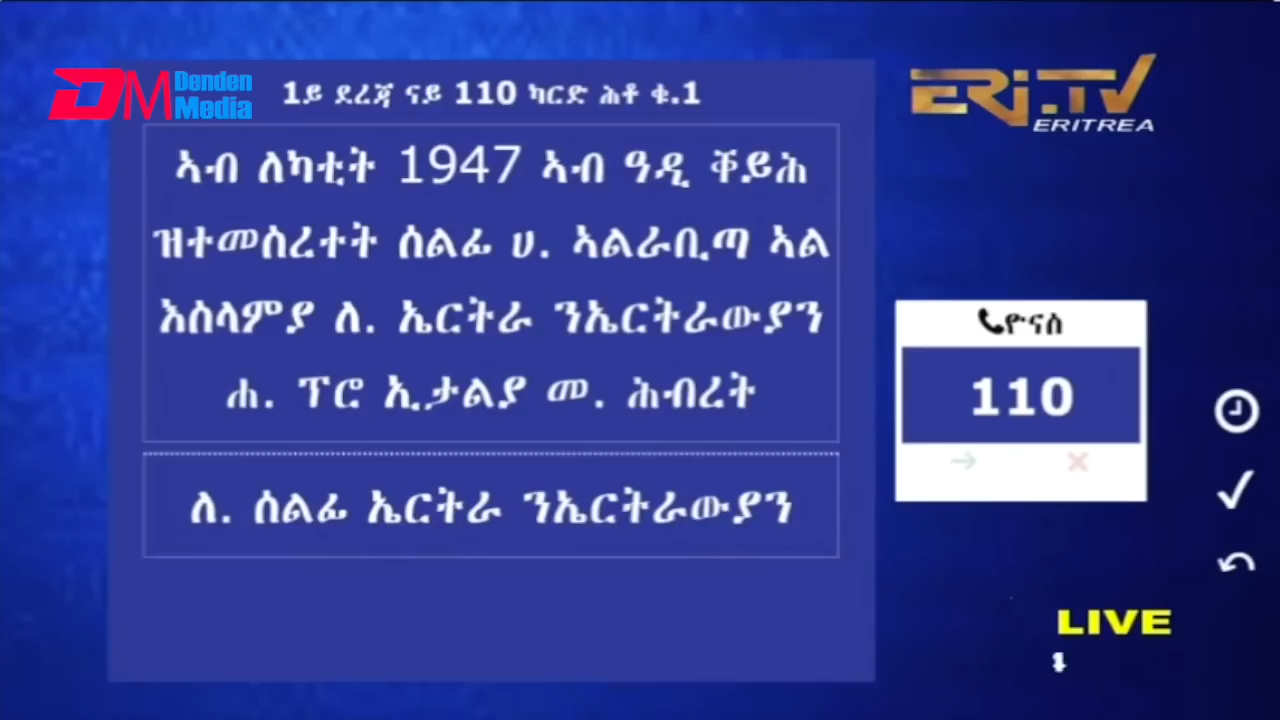 DM Denden Media
1ይ ደረጃ ናይ 110 ካርድ ሕቶ ቁ.1
ERi-TV
ERITREA
ኣብ ለካቲት 1947 ኣብ ዓዲ ቐይሕ
ዝተመስረተት ሰልፊ ሀ. ኣልራቢጣ ኣል
እስላምያ ለ. ኤርትራ ንኤርትራውያን
ሐ. ፕሮ ኢታልያ መ. ሕብረት
ዮናስ
110
ለ. ሰልፊ ኤርትራ ንኤርትራውያን
LIVE